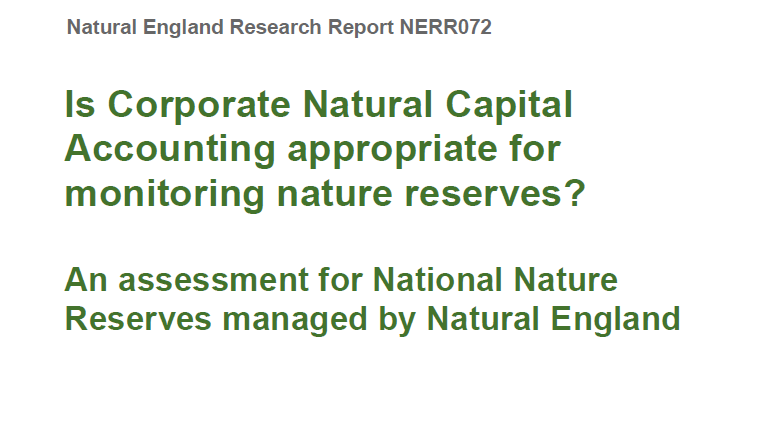 Natural England Research Report NERR072
Is Corporate Natural Capital
Accounting appropriate for
monitoring nature reserves?
An assessment for National Nature
Reserves managed by Natural England